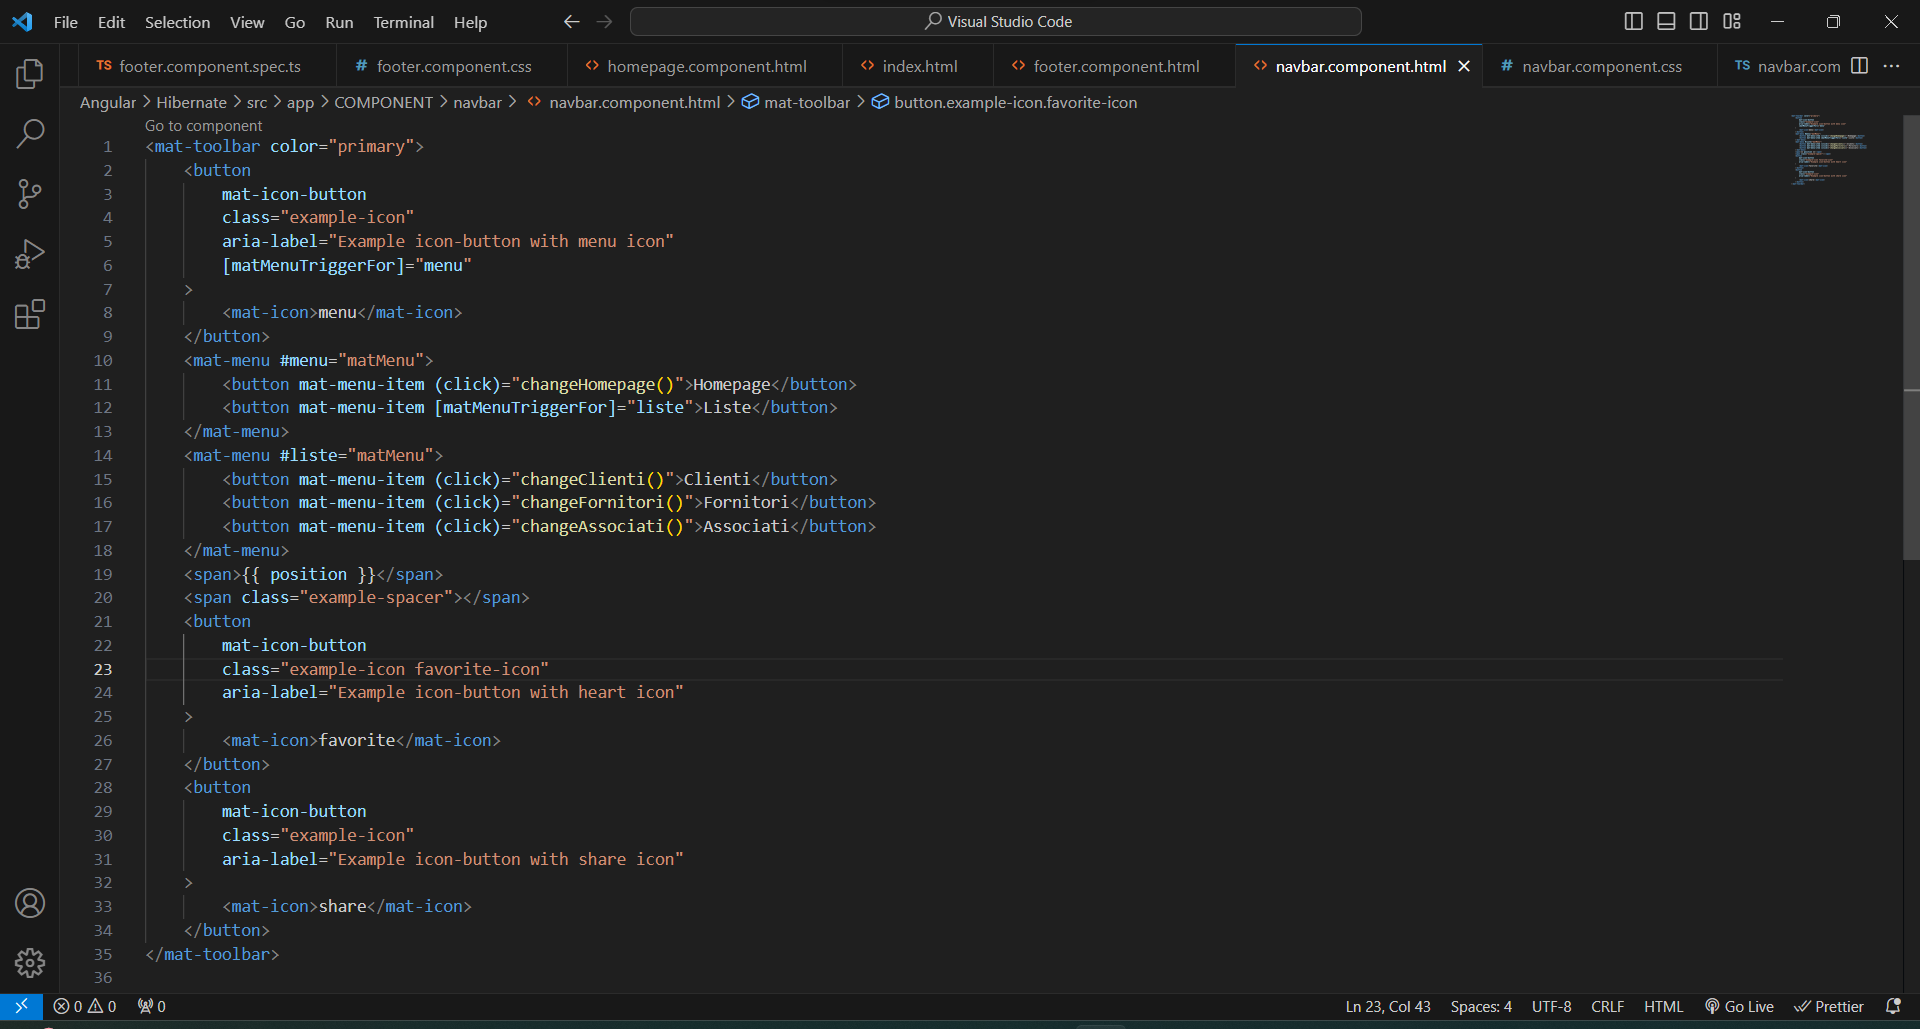 File Edit Selection View Go Run Terminal Help Visual Studio Code
TS footer.component.spec.ts # footer.component.css <> homepage.component.html <> index.html <> footer.component.html <> navbar.component.html # navbar.component.css TS navbar.com
Angular > Hibernate > src > app > COMPONENT > navbar > <> navbar.component.html > mat-toolbar > button.example-icon.favorite-icon
Go to component
1 <mat-toolbar color="primary">
2     <button
3         mat-icon-button
4         class="example-icon"
5         aria-label="Example icon-button with menu icon"
6         [matMenuTriggerFor]="menu"
7     >
8         <mat-icon>menu</mat-icon>
9     </button>
10     <mat-menu #menu="matMenu">
11         <button mat-menu-item (click)="changeHomepage()">Homepage</button>
12         <button mat-menu-item [matMenuTriggerFor]="liste">Liste</button>
13     </mat-menu>
14     <mat-menu #liste="matMenu">
15         <button mat-menu-item (click)="changeClienti()">Clienti</button>
16         <button mat-menu-item (click)="changeFornitori()">Fornitori</button>
17         <button mat-menu-item (click)="changeAssociati()">Associati</button>
18     </mat-menu>
19     <span>{{ position }}</span>
20     <span class="example-spacer"></span>
21     <button
22         mat-icon-button
23         class="example-icon favorite-icon"
24         aria-label="Example icon-button with heart icon"
25     >
26         <mat-icon>favorite</mat-icon>
27     </button>
28     <button
29         mat-icon-button
30         class="example-icon"
31         aria-label="Example icon-button with share icon"
32     >
33         <mat-icon>share</mat-icon>
34     </button>
35 </mat-toolbar>
36
0 0 0 Ln 23, Col 43 Spaces: 4 UTF-8 CRLF HTML Go Live Prettier